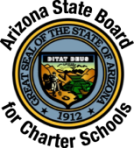 Arizona State Board
GREAT SEAL OF THE STATE OF ARIZONA
DITAT DEUS
1912
for Charter Schools